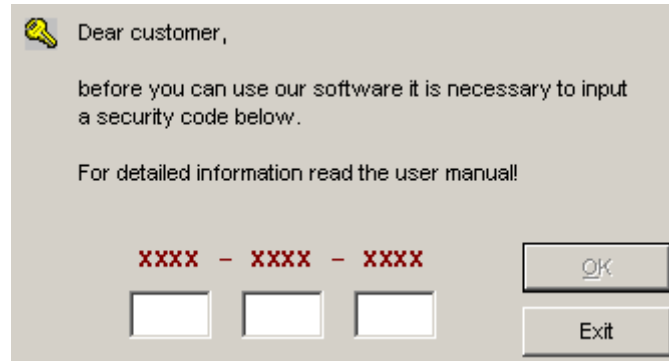 Dear customer,
before you can use our software it is necessary to input
a security code below.
For detailed information read the user manual!
XXXX - XXXX - XXXX
OK
Exit